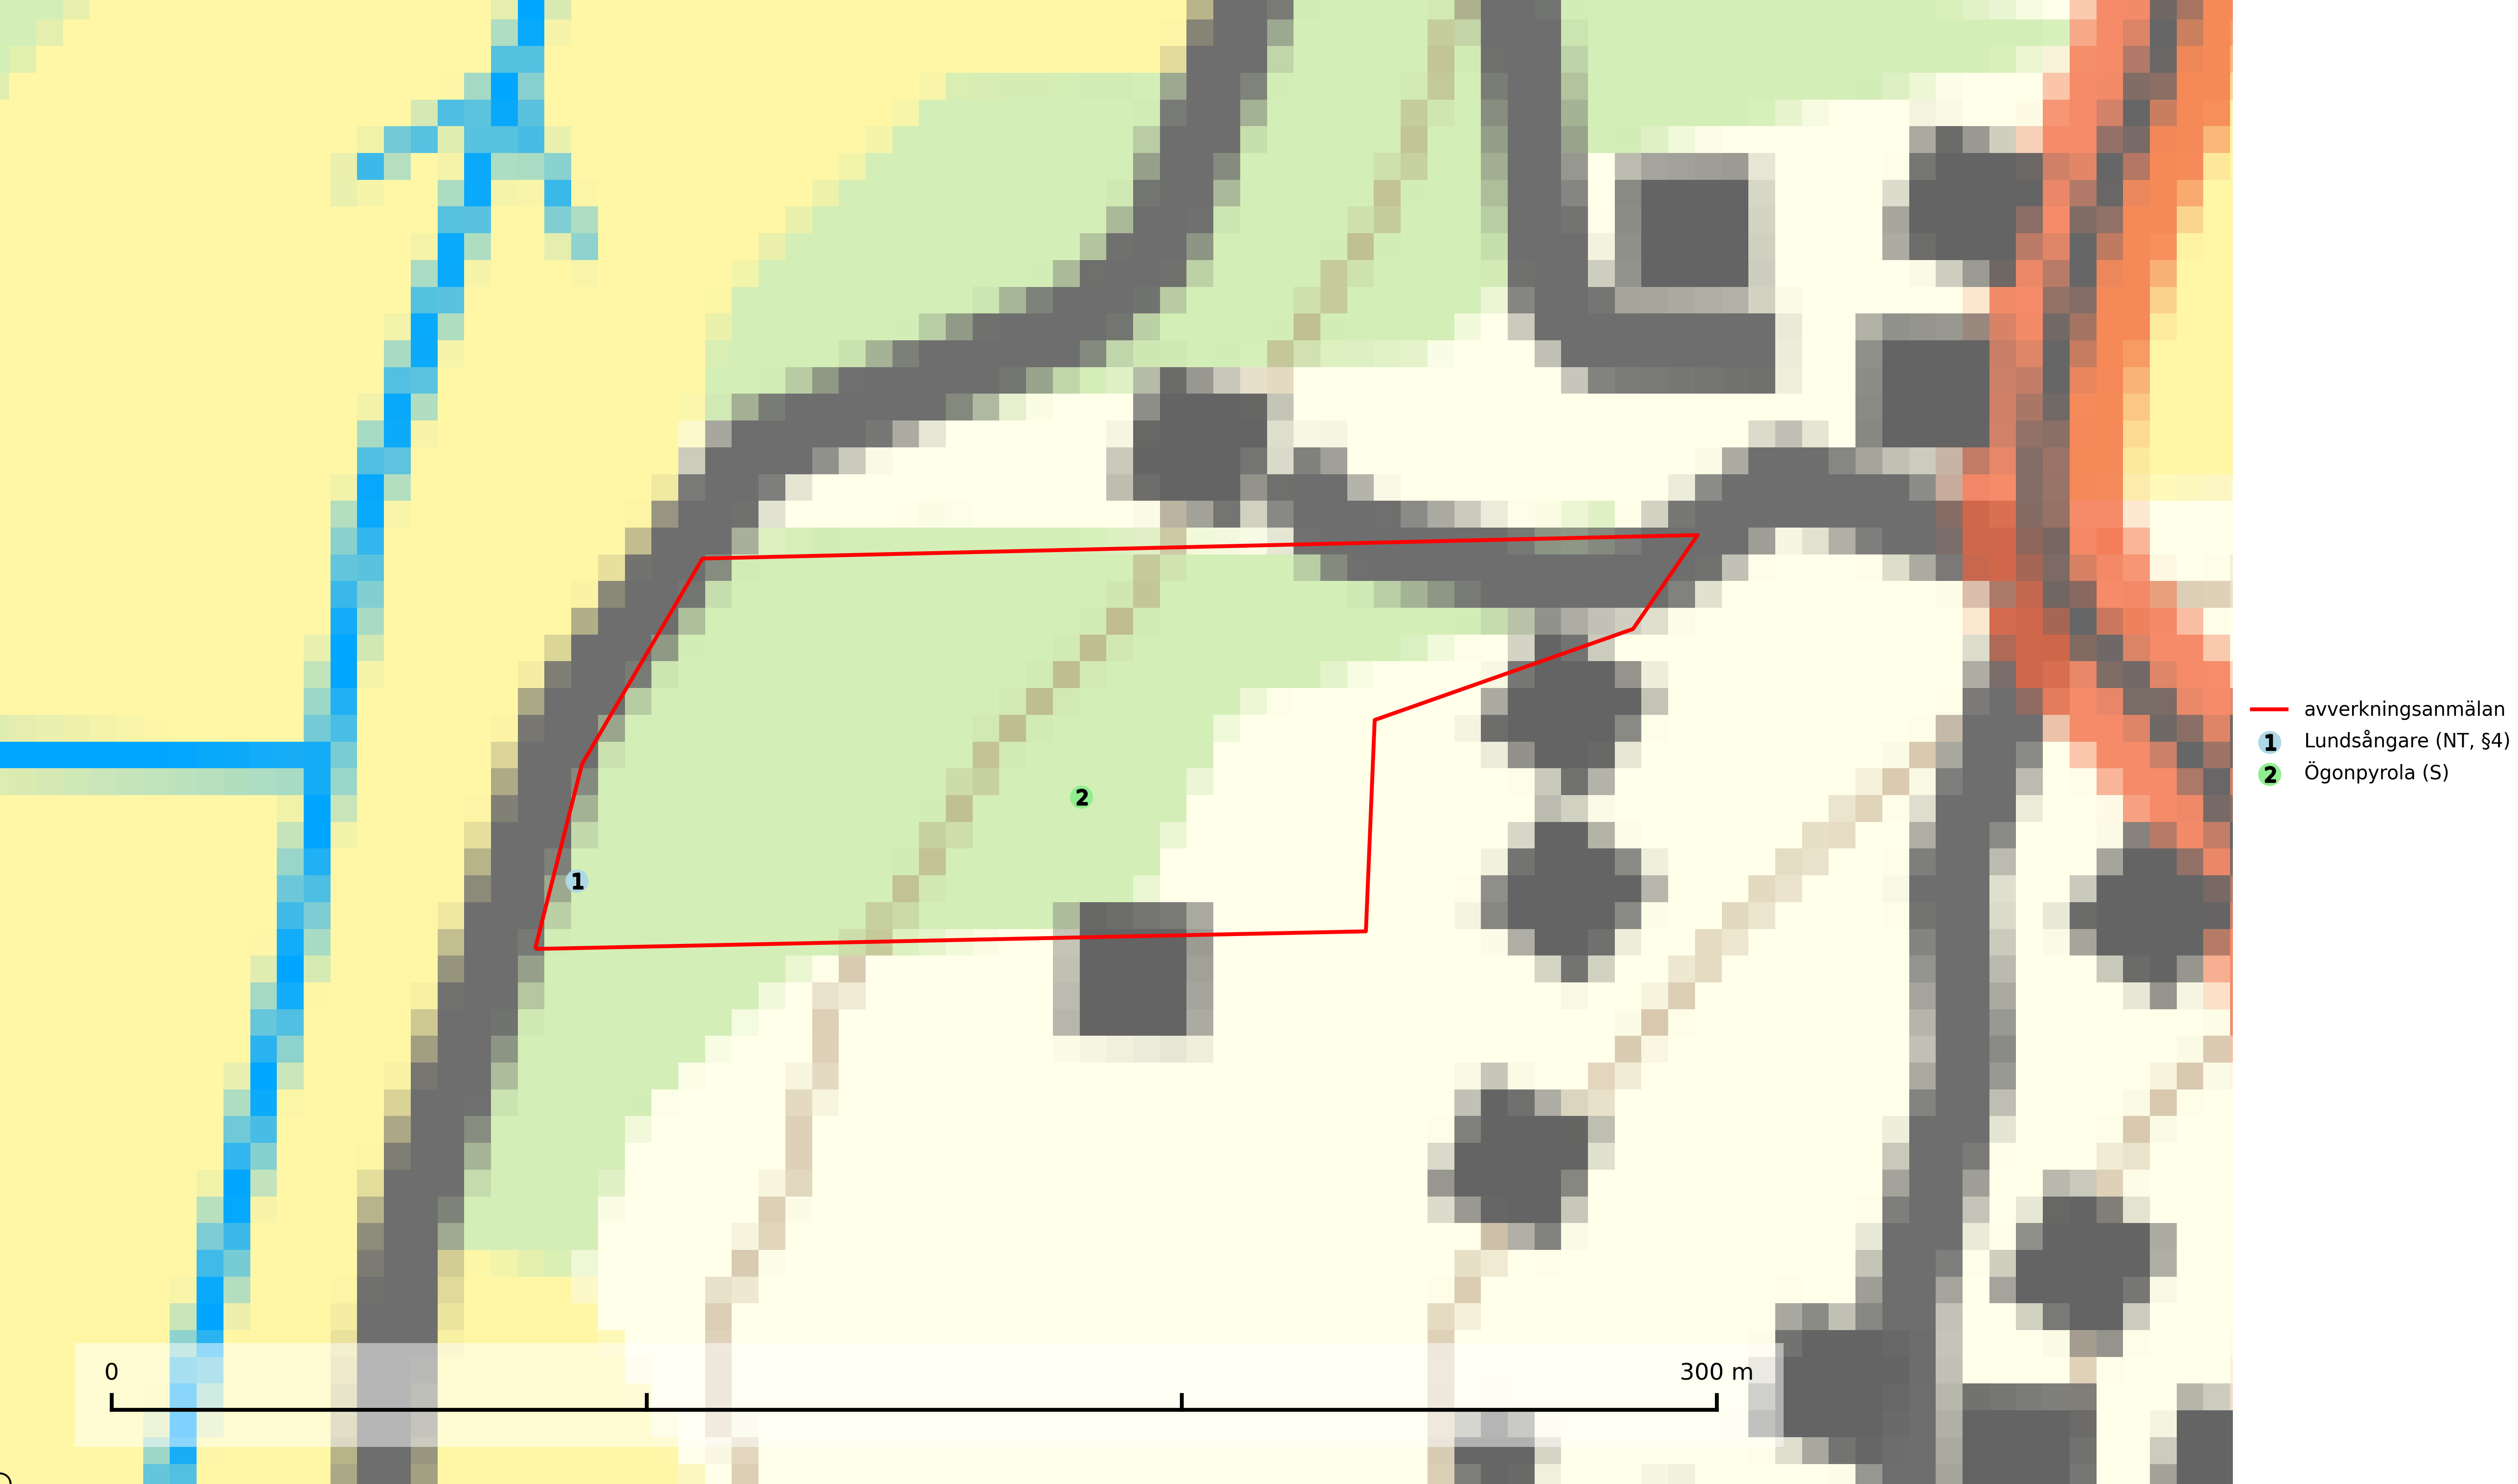 avverkningsanmälan
1 Lundsångare (NT, §4)
2 Ögonpyrola (S)
2
1
0 300 m